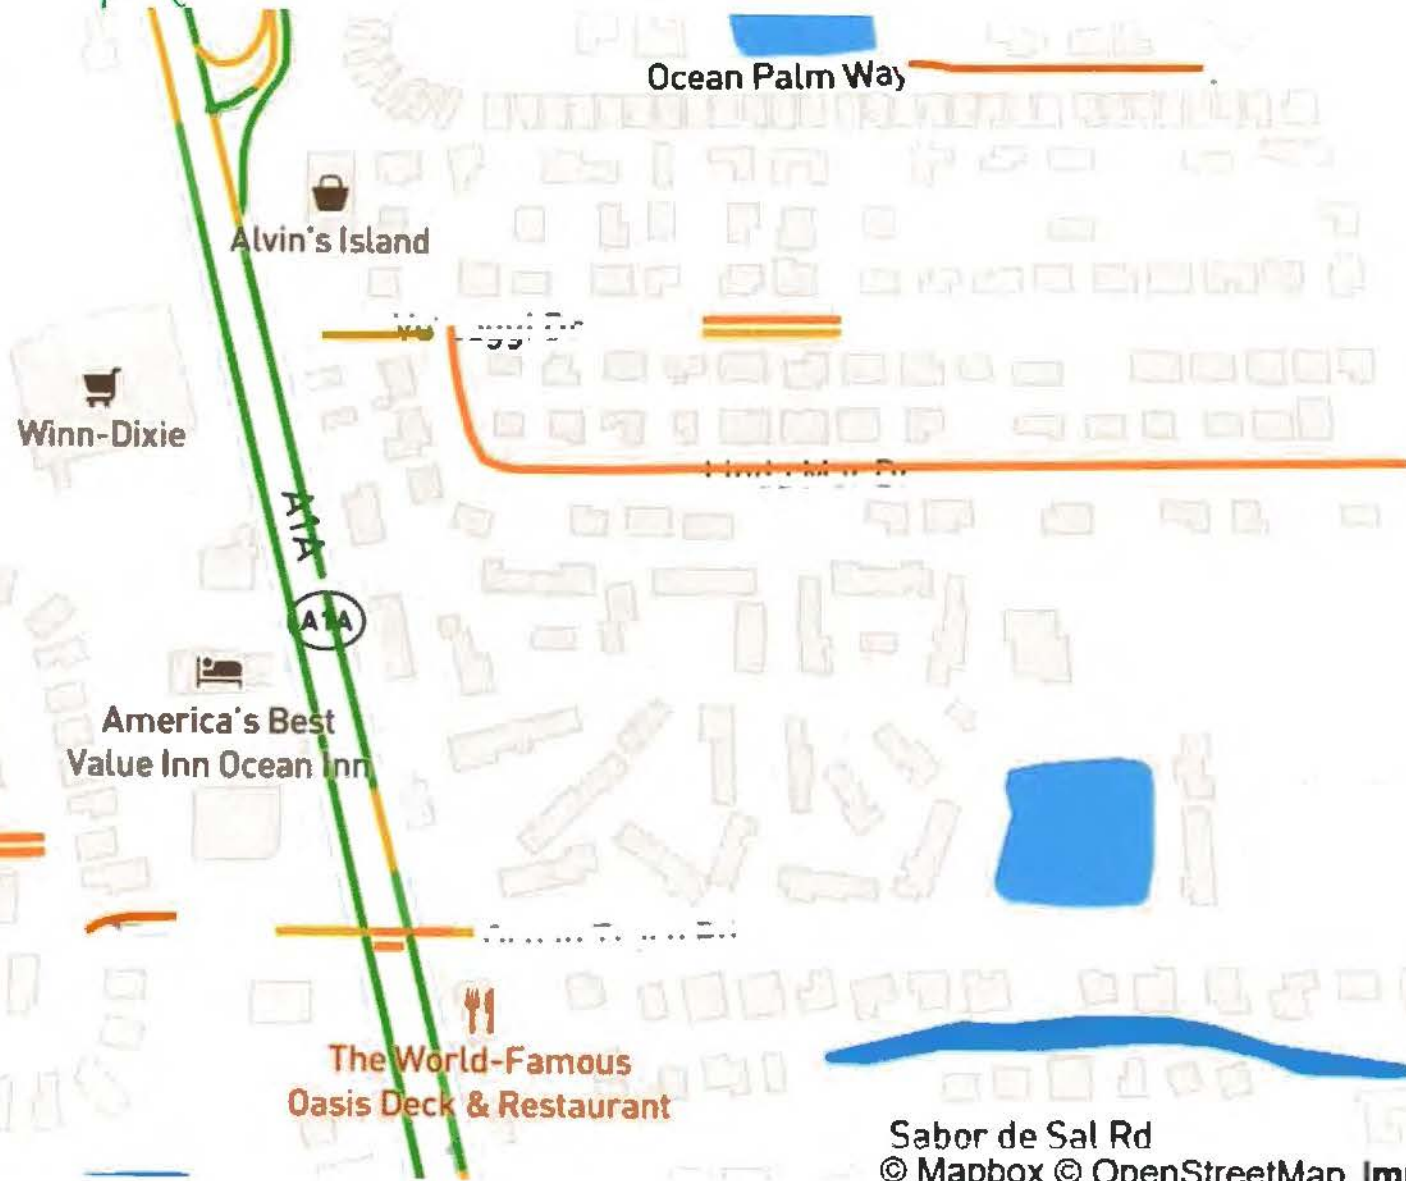 Ocean Palm Way
Alvin's Island
Winn-Dixie
A1A
A1A
America's Best
Value Inn Ocean Inn
The World-Famous
Oasis Deck & Restaurant
Sabor de Sal Rd
© Mapbox © OpenStreetMap